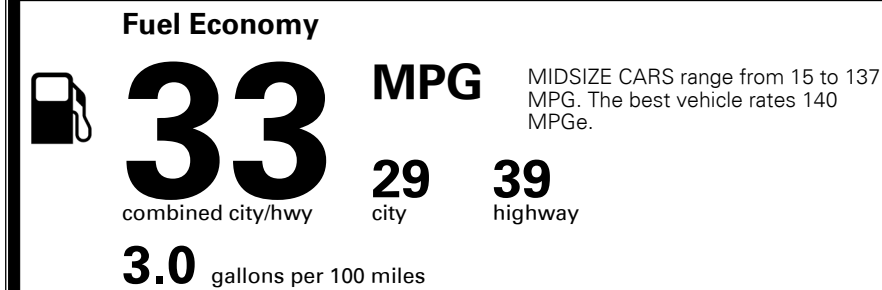 Fuel Economy
33 MPG
MIDSIZE CARS range from 15 to 137
MPG. The best vehicle rates 140
MPGe.
29 39
combined city/hwy city highway
3.0 gallons per 100 miles